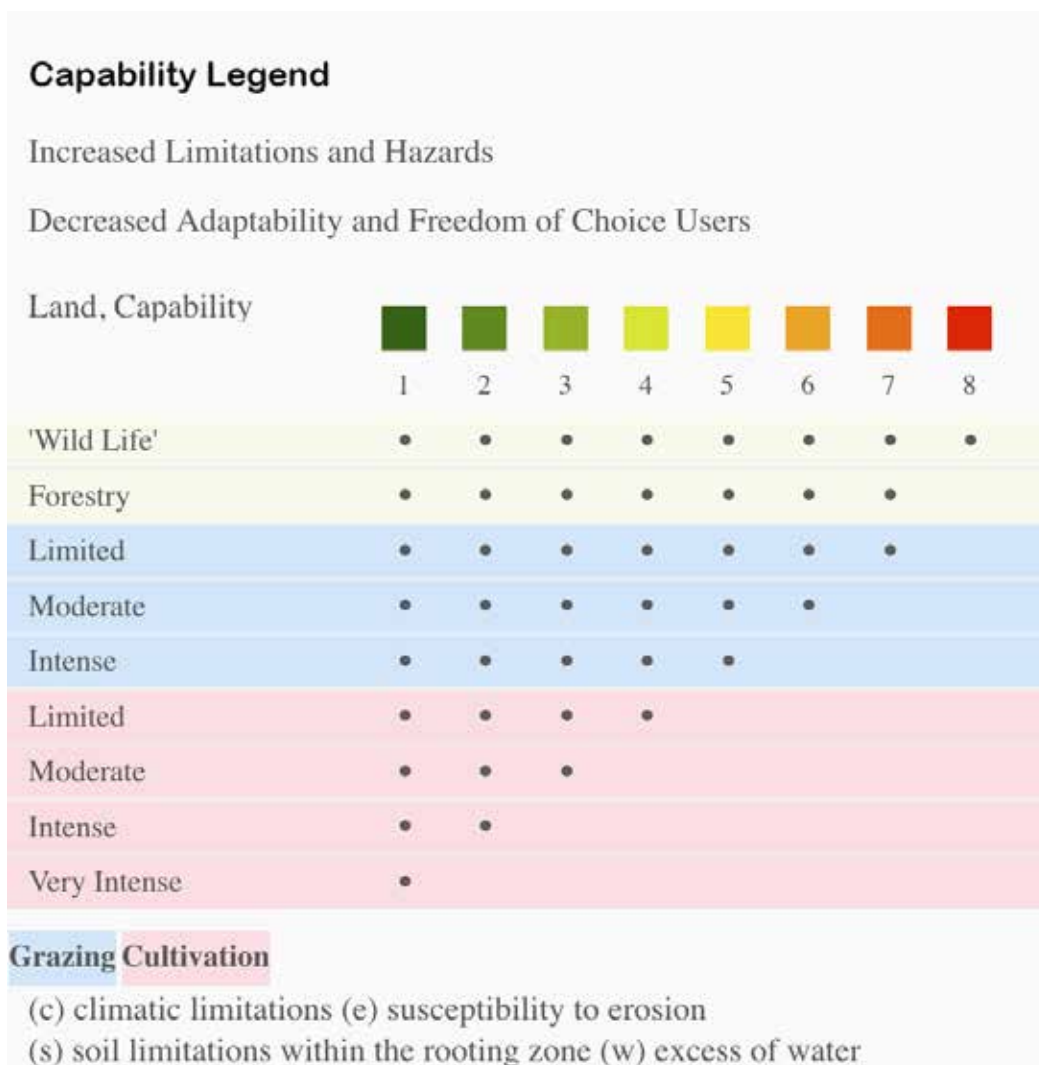 Capability Legend
Increased Limitations and Hazards
Decreased Adaptability and Freedom of Choice Users
Land, Capability
1 2 3 4 5 6 7 8
'Wild Life' • • • • • • • •
Forestry • • • • • • •
Limited • • • • • • •
Moderate • • • • • •
Intense • • • • •
Limited • • • •
Moderate • • •
Intense • •
Very Intense •
Grazing Cultivation
(c) climatic limitations (e) susceptibility to erosion
(s) soil limitations within the rooting zone (w) excess of water